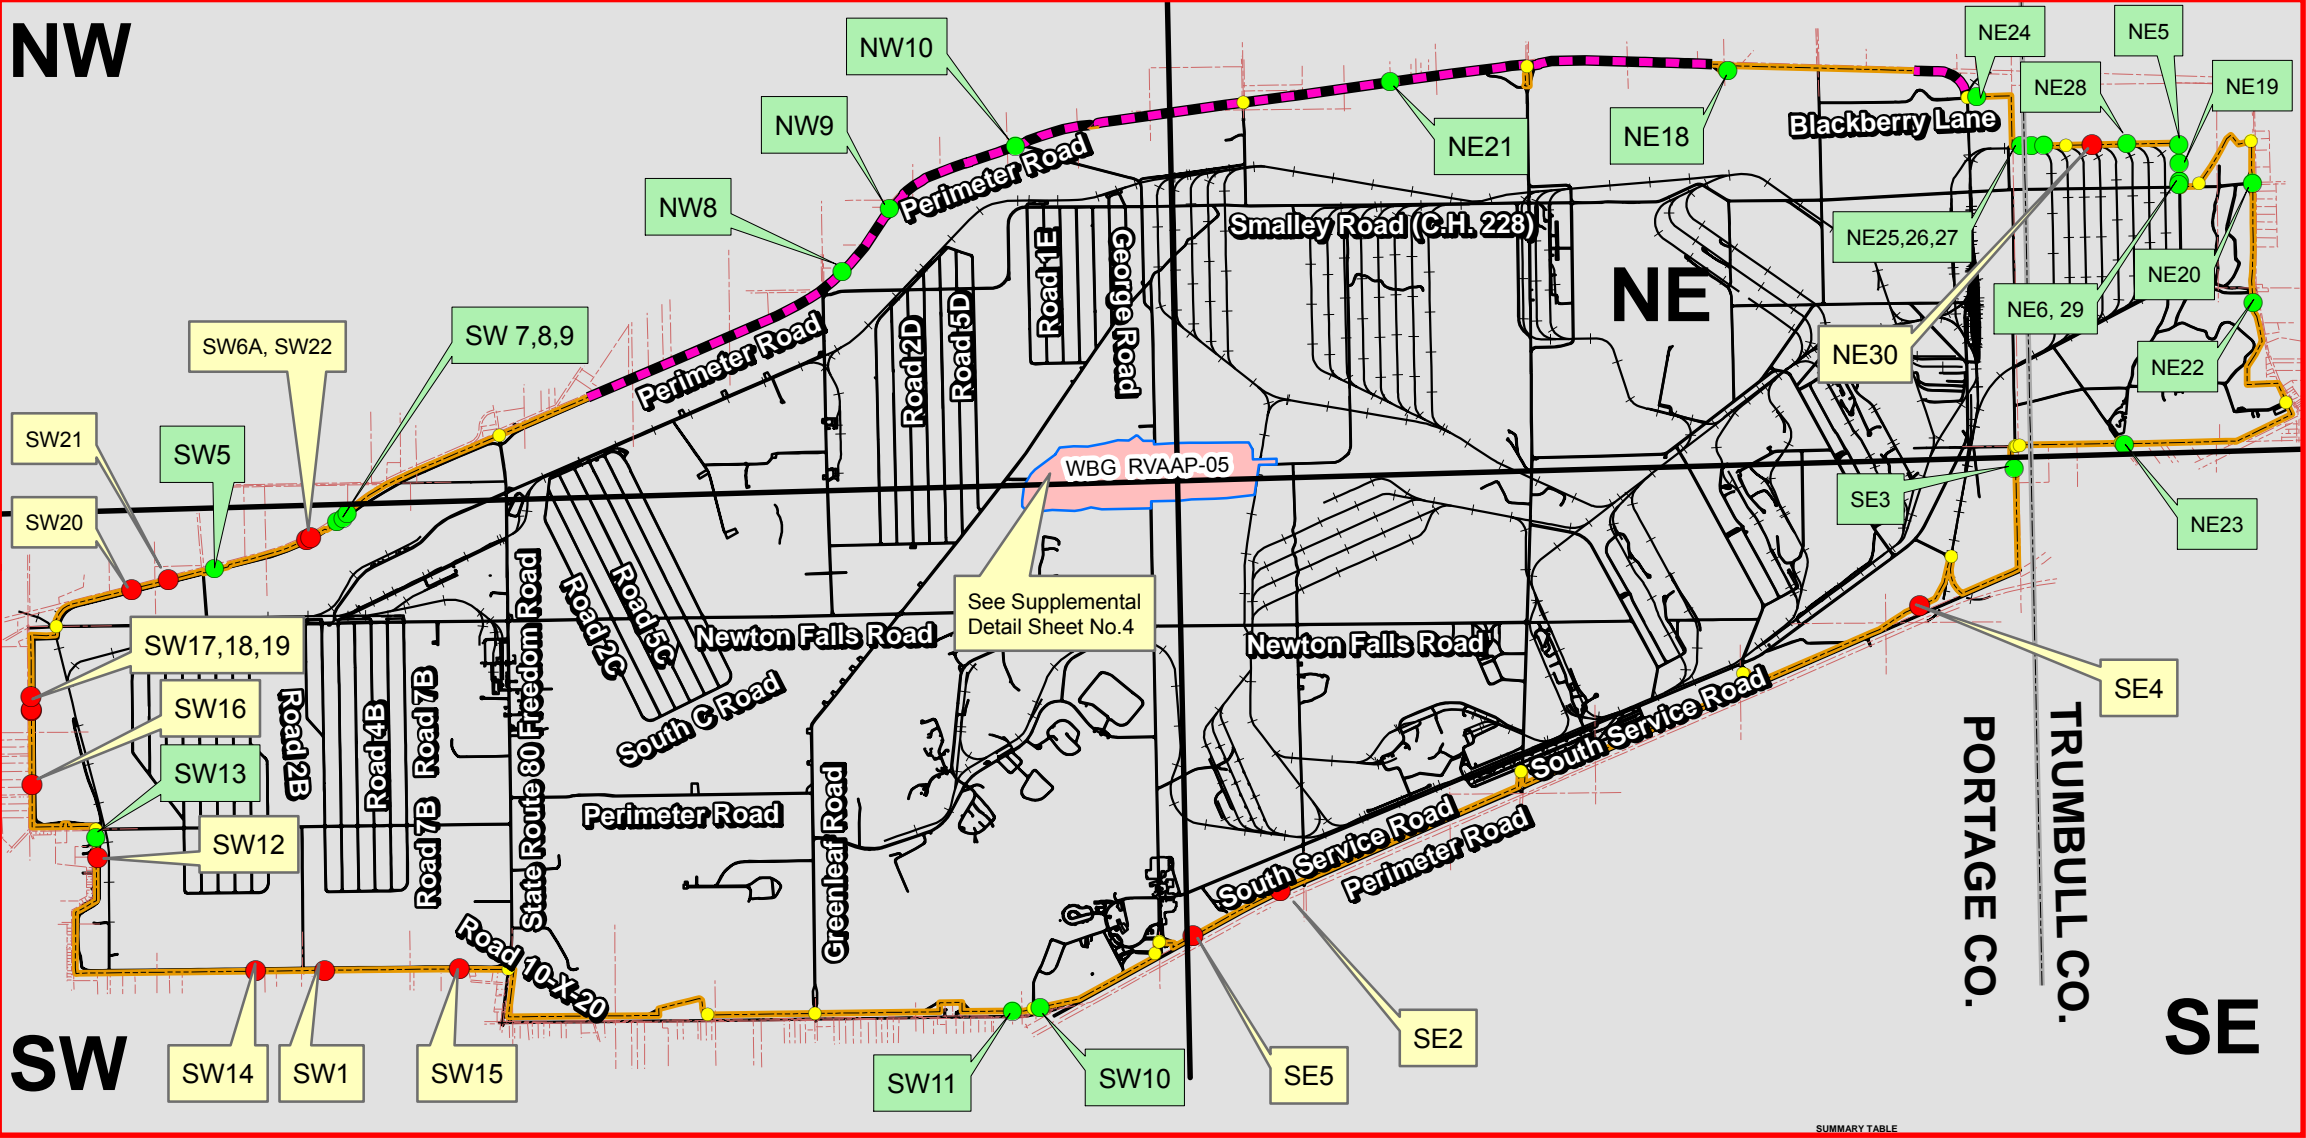 NW
NW10
NE24
NE5
NE28
NE19
NW9
NE21
NE18
Blackberry Lane
Perimeter Road
NW8
Smalley Road (C.H. 228)
Road 1E
George Road
NE
NE25,26,27
NE20
NE6, 29
SW6A, SW22
SW 7,8,9
Perimeter Road
Road 2D
Road 5D
NE30
NE22
SW21
SW5
WBG RVAAP-05
SE3
SW20
NE23
See Supplemental
Detail Sheet No.4
State Route 80 Freedom Road
Road 2C
Road 5C
Newton Falls Road
Newton Falls Road
SW17,18,19
SW16
SW13
SW12
Road 2B
Road 4B
Road 7B
Road 7B
South C Road
Perimeter Road
Greenleaf Road
South Service Road
South Service Road
Perimeter Road
SE4
PORTAGE CO.
TRUMBULL CO.
Road 10-X-20
SW
SW14
SW1
SW15
SW11
SW10
SE5
SE2
SE
SUMMARY TABLE